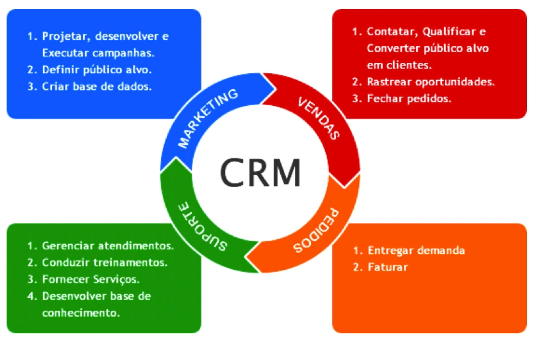 1. Projetar, desenvolver e
Executar campanhas.
2. Definir público alvo.
3. Criar base de dados.
1. Contatar, Qualificar e
Converter público alvo
em clientes.
2. Rastrear oportunidades.
3. Fechar pedidos.
MARKETING
VENDAS
CRM
SUPORTE
PEDIDOS
1. Gerenciar atendimentos.
2. Conduzir treinamentos.
3. Fornecer Serviços.
4. Desenvolver base de
conhecimento.
1. Entregar demanda
2. Faturar